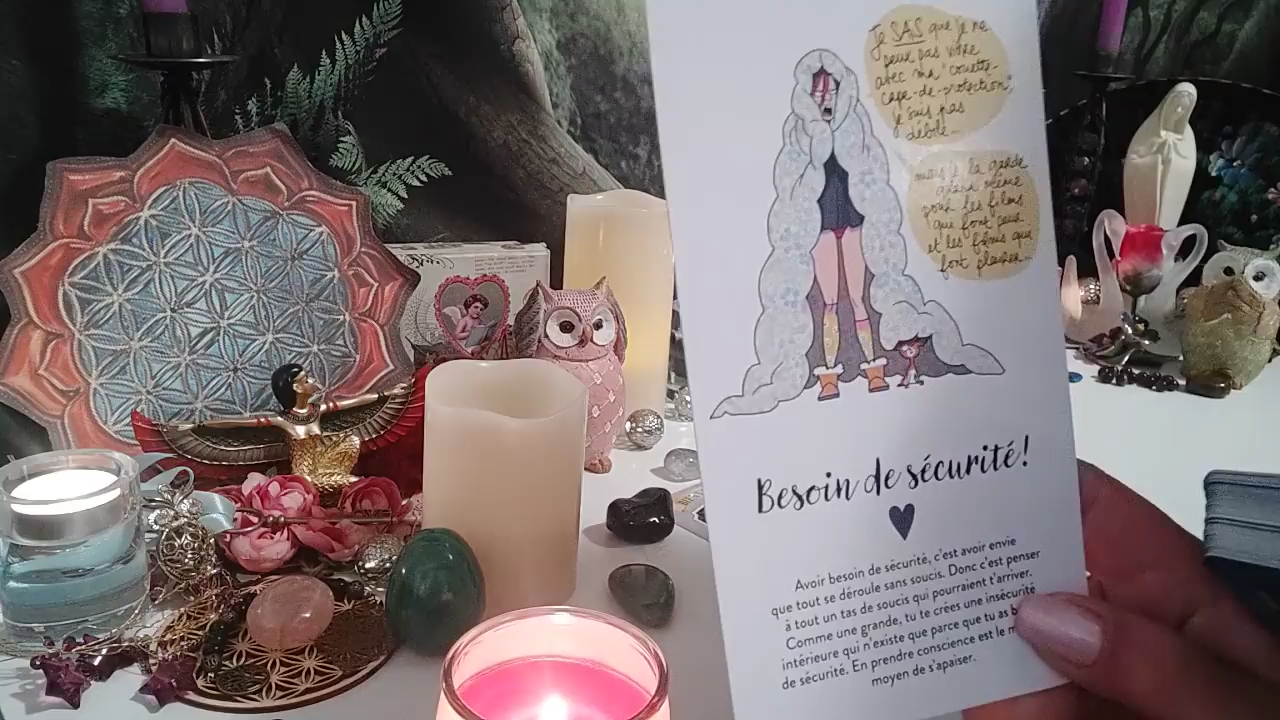 Je SAIS que je ne
peux pas vivre
avec ma "couette-
cape-de-protection",
je suis pas
débile...
mais je la garde
quand même
pour les films
qui font peur
et les films qui
font pleurer...
Besoin de sécurité!
Avoir besoin de sécurité, c'est avoir envie
que tout se déroule sans soucis. Donc c'est penser
à tout un tas de soucis qui pourraient t'arriver.
Comme une grande, tu te crées une insécurité
intérieure qui n'existe que parce que tu as
de sécurité. En prendre conscience est le
moyen de s'apaiser.